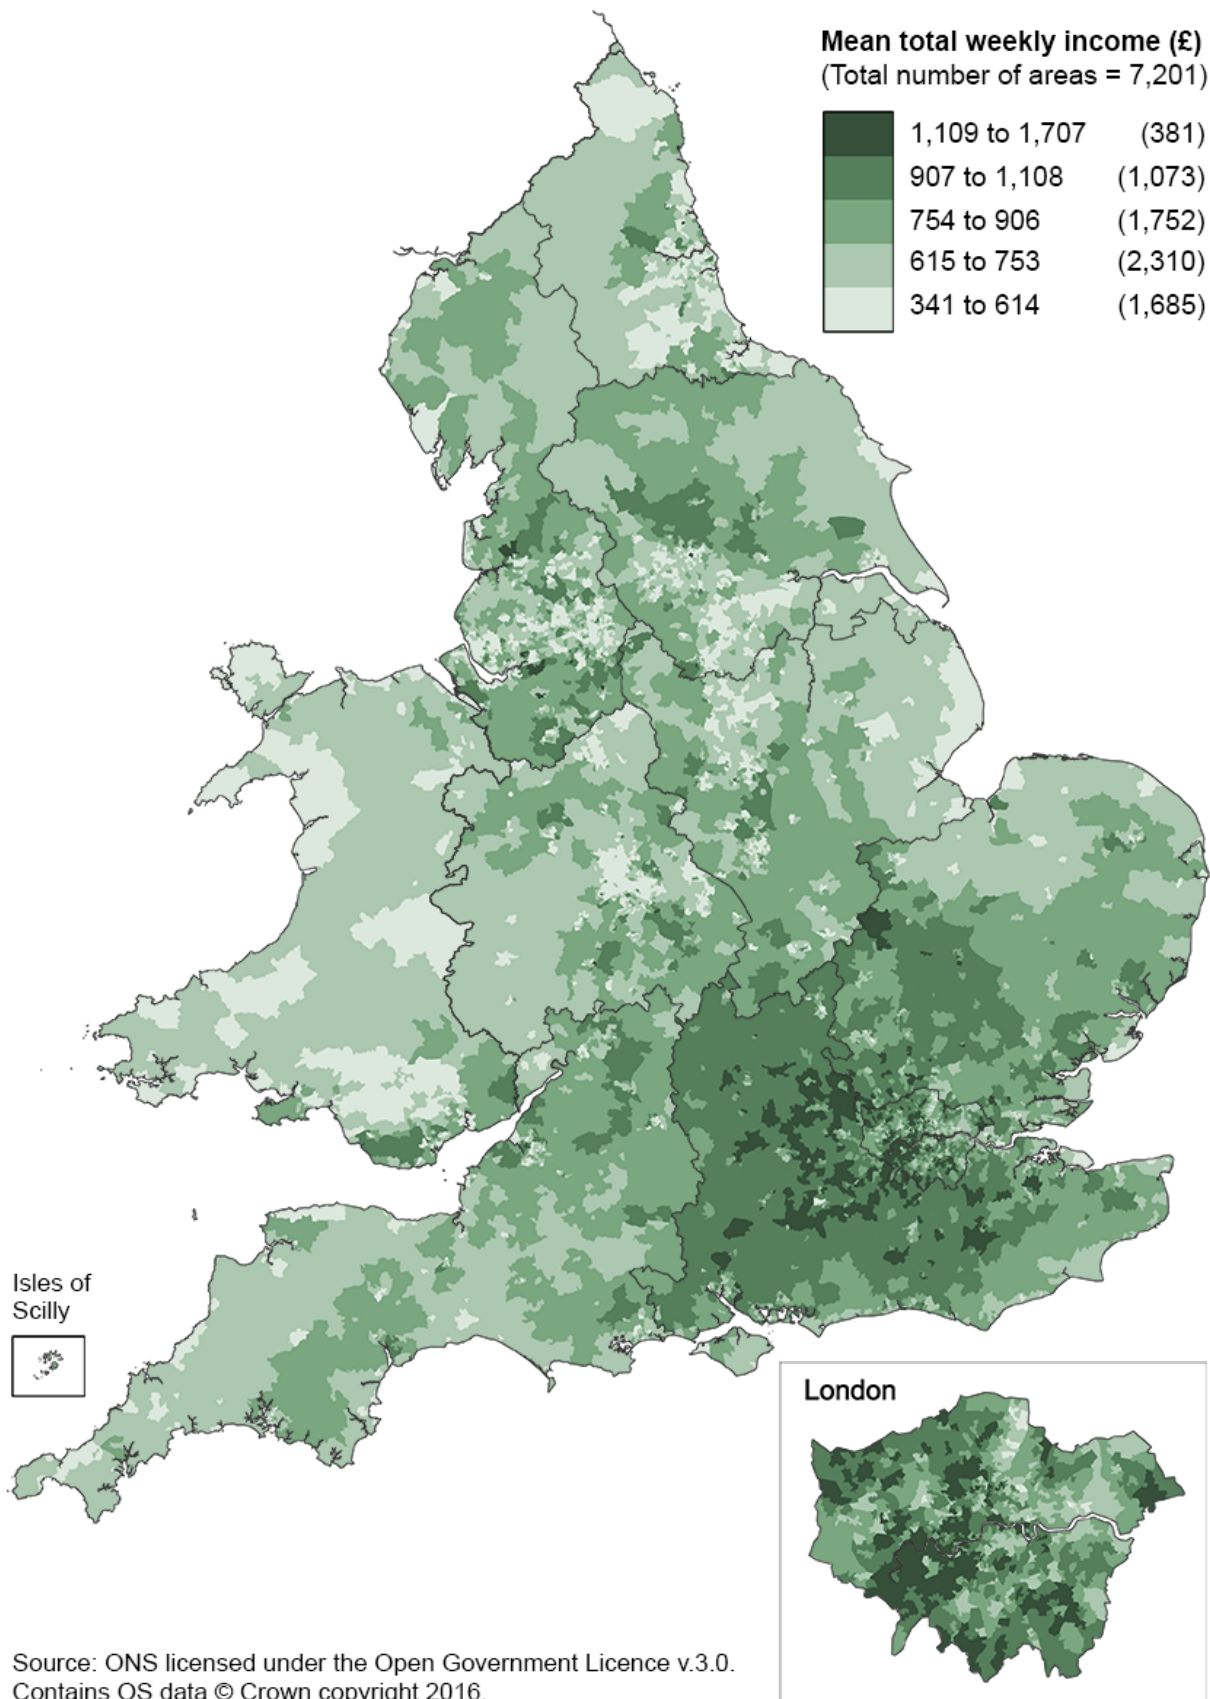 Mean total weekly income (£)
(Total number of areas = 7,201)
1,109 to 1,707 (381)
907 to 1,108 (1,073)
754 to 906 (1,752)
615 to 753 (2,310)
341 to 614 (1,685)
Isles of
Scilly
London
Source: ONS licensed under the Open Government Licence v.3.0.
Contains OS data © Crown copyright 2016.